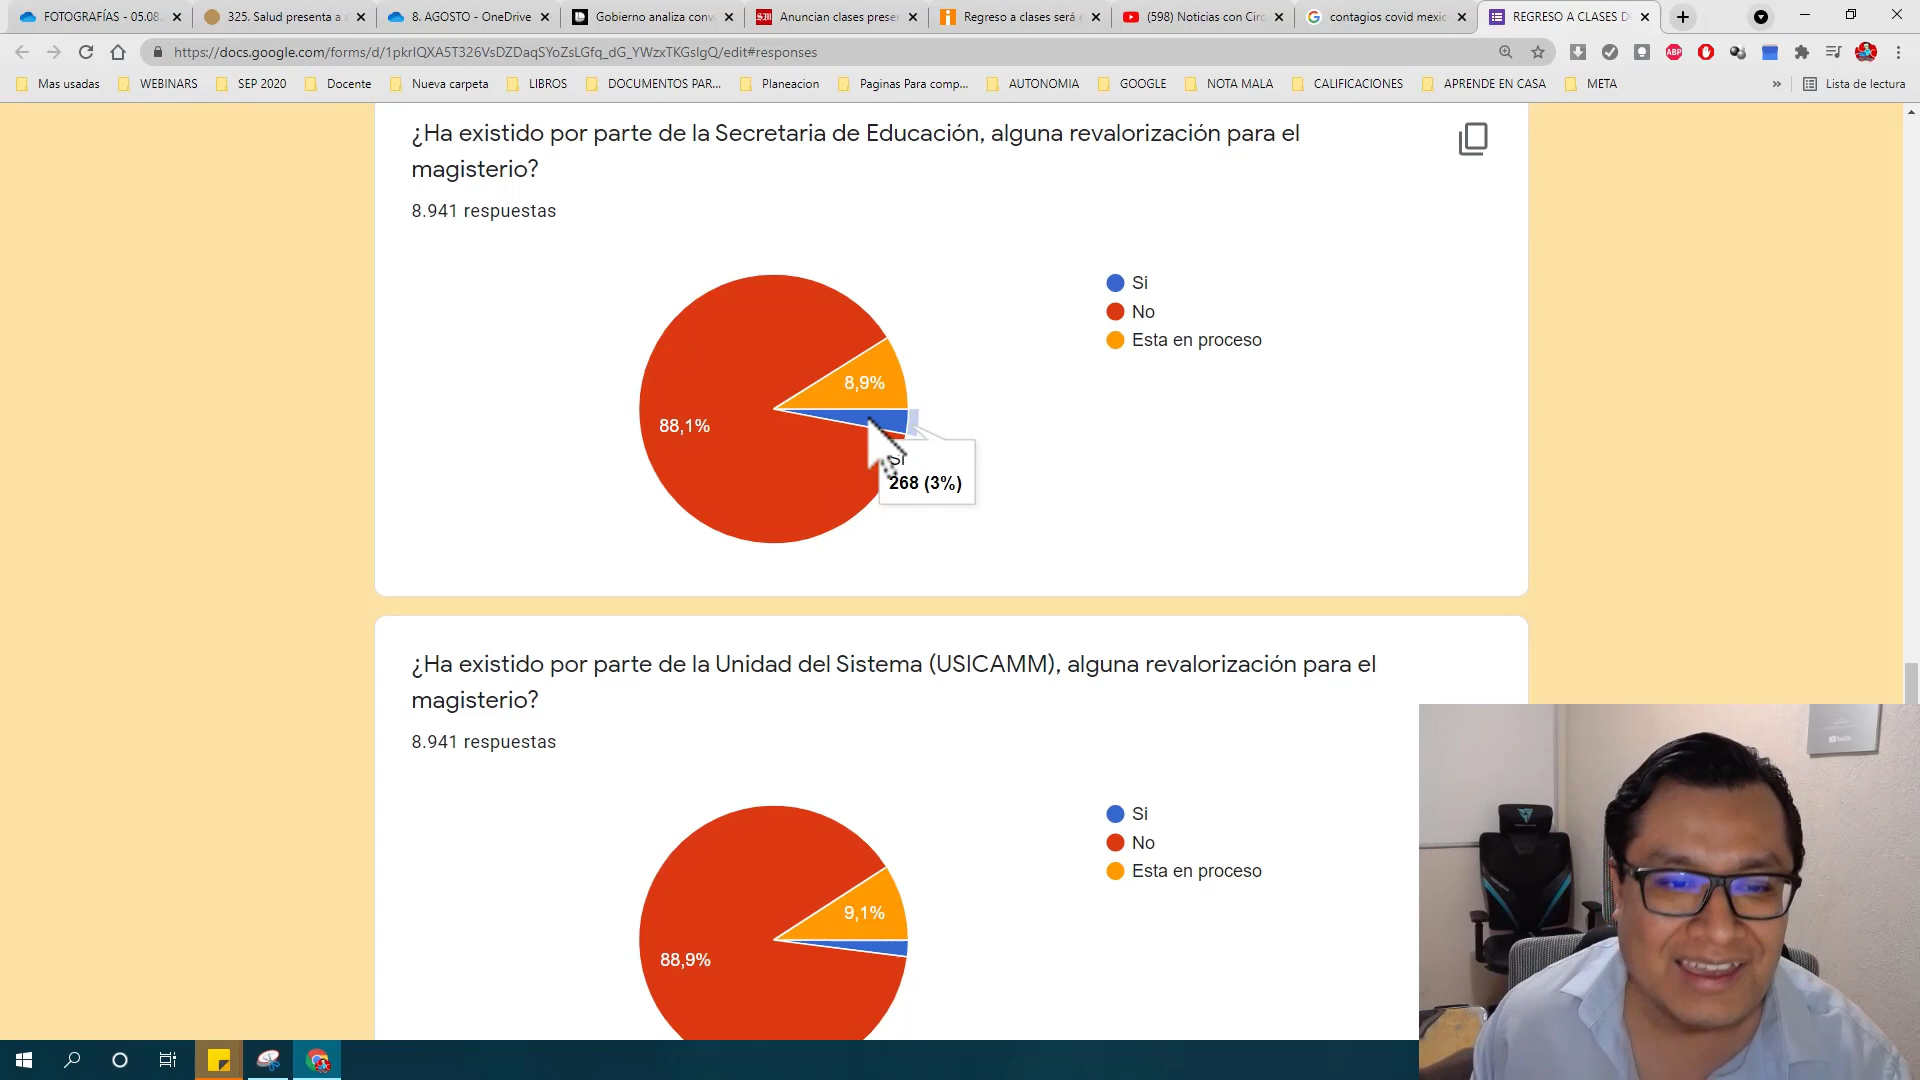 FOTOGRAFÍAS - 05.08.
325. Salud presenta a
8. AGOSTO - OneDrive
Gobierno analiza conv
Anuncian clases prese
Regreso a clases será
(598) Noticias con Circ
contagios covid mexic
REGRESO A CLASES D
https://docs.google.com/forms/d/1pkrIQXA5T326VsDZDaqSYoZsLGfq_dG_YWzxTKGsIgQ/edit#responses
Mas usadas
WEBINARS
SEP 2020
Docente
Nueva carpeta
LIBROS
DOCUMENTOS PAR...
Planeacion
Paginas Para comp...
AUTONOMIA
GOOGLE
NOTA MALA
CALIFICACIONES
APRENDE EN CASA
META
»
Lista de lectura
¿Ha existido por parte de la Secretaria de Educación, alguna revalorización para el
magisterio?
8.941 respuestas
Si
No
Esta en proceso
8,9%
88,1%
Si
268 (3%)
¿Ha existido por parte de la Unidad del Sistema (USICAMM), alguna revalorización para el
magisterio?
8.941 respuestas
Si
No
Esta en proceso
9,1%
88,9%